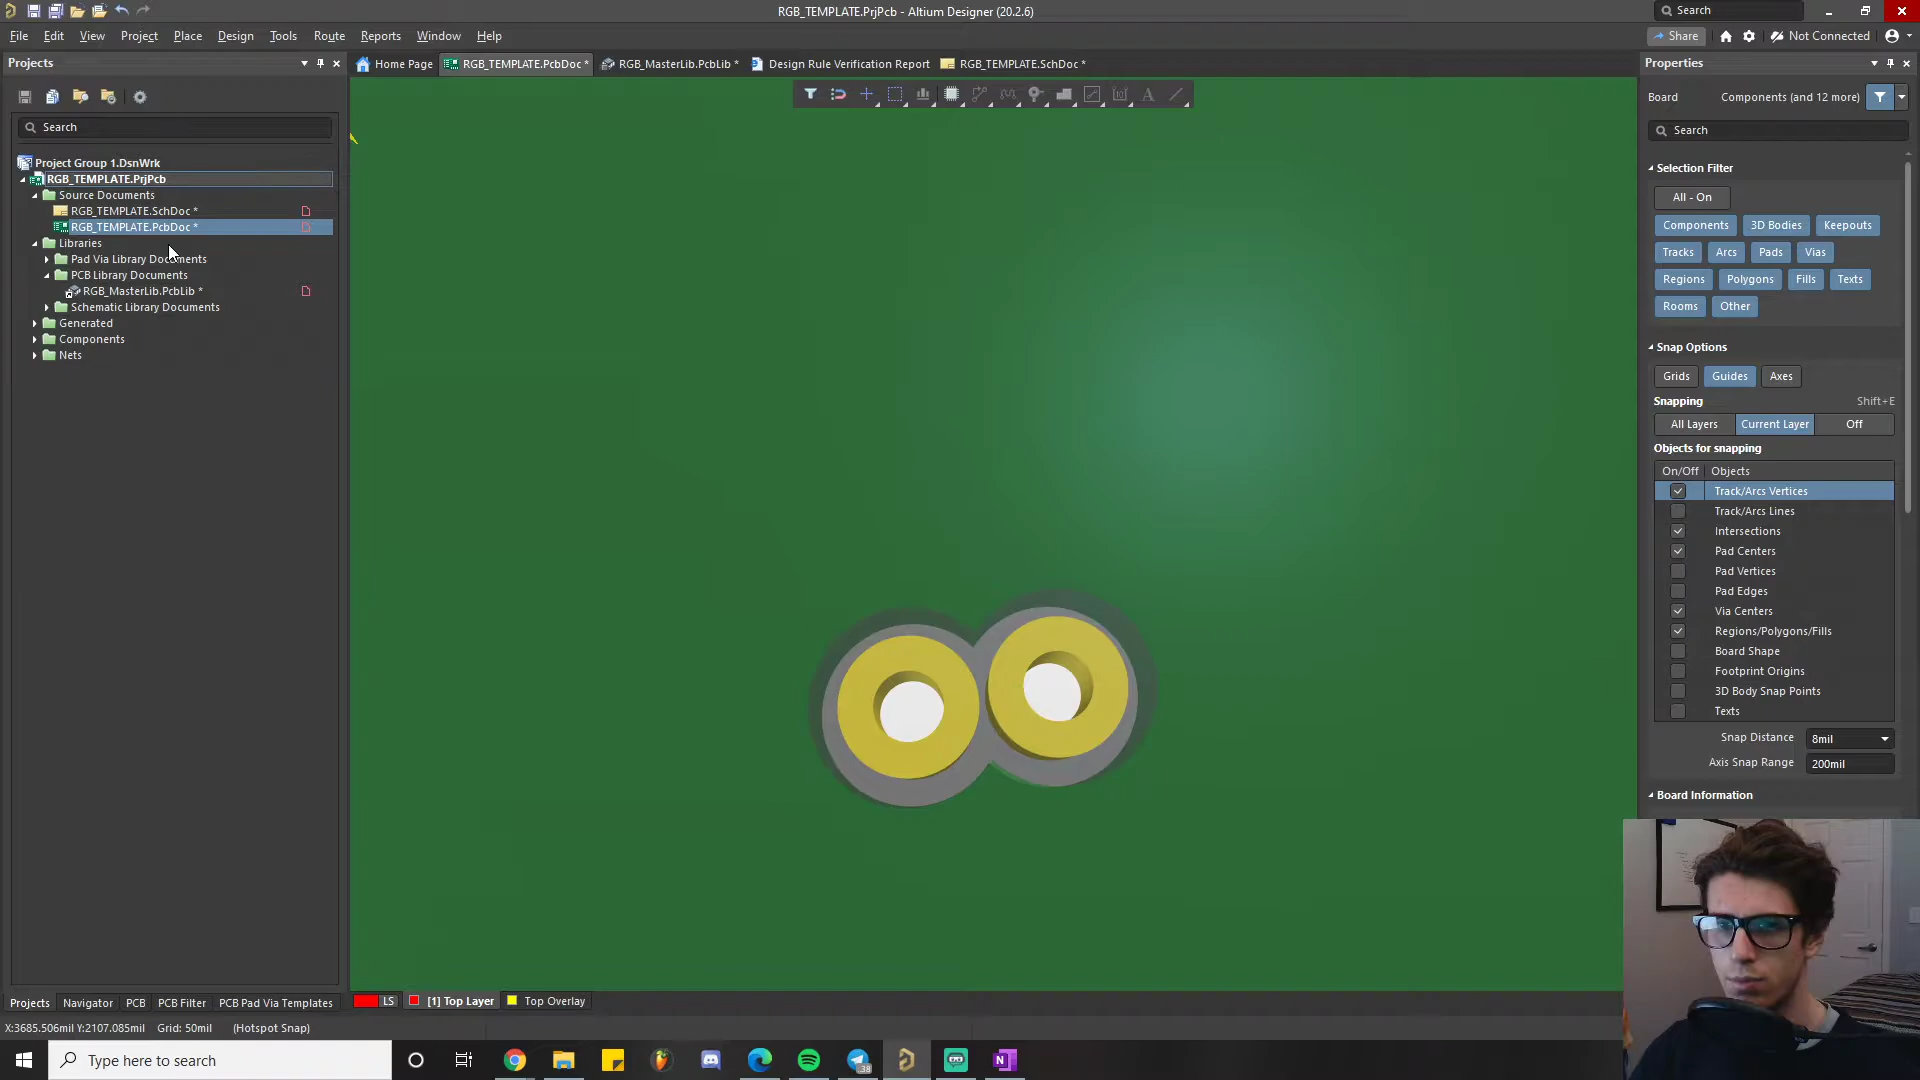 RGB_TEMPLATE.PrjPcb - Altium Designer (20.2.6)
Search
File Edit View Project Place Design Tools Route Reports Window Help
Share Not Connected
Projects
Home Page RGB_TEMPLATE.PcbDoc * RGB_MasterLib.PcbLib * Design Rule Verification Report RGB_TEMPLATE.SchDoc *
Properties
Board Components (and 12 more)
Search
Search
Project Group 1.DsnWrk
RGB_TEMPLATE.PrjPcb
Source Documents
RGB_TEMPLATE.SchDoc *
RGB_TEMPLATE.PcbDoc *
Libraries
Pad Via Library Documents
PCB Library Documents
RGB_MasterLib.PcbLib *
Schematic Library Documents
Generated
Components
Nets
Selection Filter
All - On
Components 3D Bodies Keepouts
Tracks Arcs Pads Vias
Regions Polygons Fills Texts
Rooms Other
Snap Options
Grids Guides Axes
Snapping Shift+E
All Layers Current Layer Off
Objects for snapping
On/Off Objects
Track/Arcs Vertices
Track/Arcs Lines
Intersections
Pad Centers
Pad Vertices
Pad Edges
Via Centers
Regions/Polygons/Fills
Board Shape
Footprint Origins
3D Body Snap Points
Texts
Snap Distance 8mil
Axis Snap Range 200mil
Board Information
Projects Navigator PCB PCB Filter PCB Pad Via Templates
LS [1] Top Layer Top Overlay
X:3685.506mil Y:2107.085mil Grid: 50mil (Hotspot Snap)
Type here to search
38